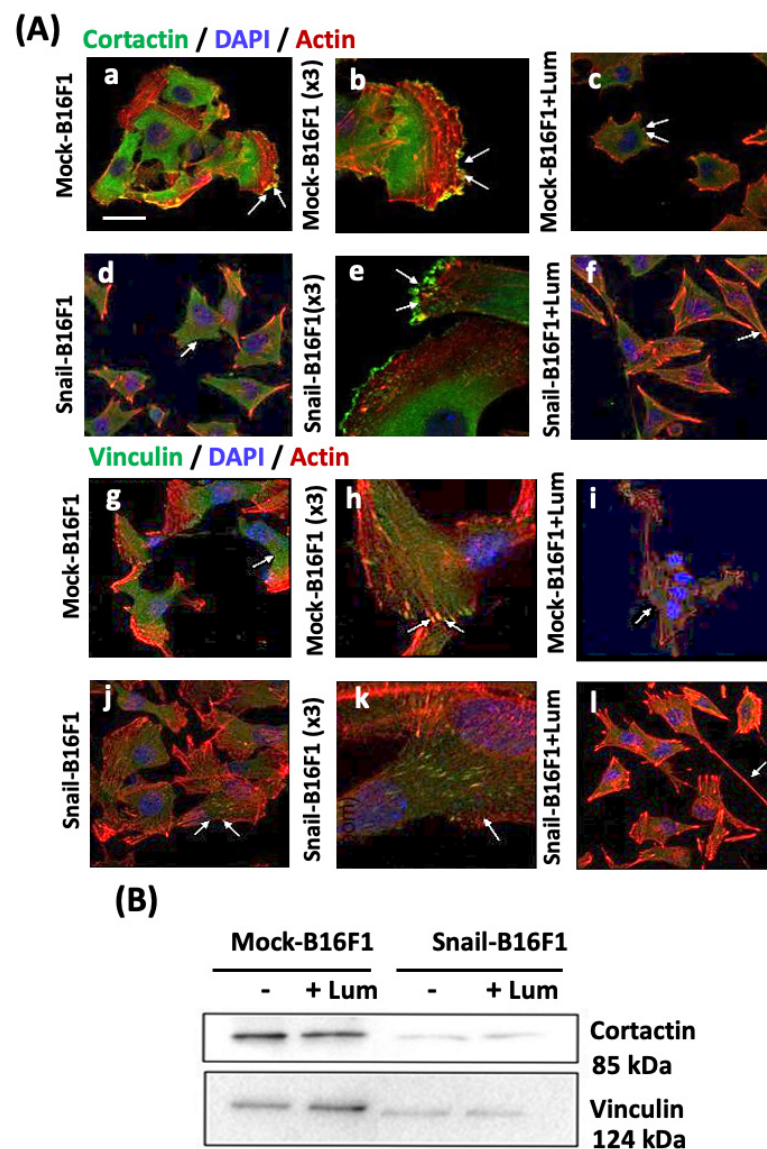 (A)
Cortactin / DAPI / Actin
Mock-B16F1
a
Mock-B16F1 (x3)
b
Mock-B16F1+Lum
c
Snail-B16F1
d
Snail-B16F1(x3)
e
Snail-B16F1+Lum
f
Vinculin / DAPI / Actin
Mock-B16F1
g
Mock-B16F1 (x3)
h
Mock-B16F1+Lum
i
Snail-B16F1
j
Snail-B16F1 (x3)
k
Snail-B16F1+Lum
l
(B)
Mock-B16F1 Snail-B16F1
- + Lum - + Lum
Cortactin
85 kDa
Vinculin
124 kDa